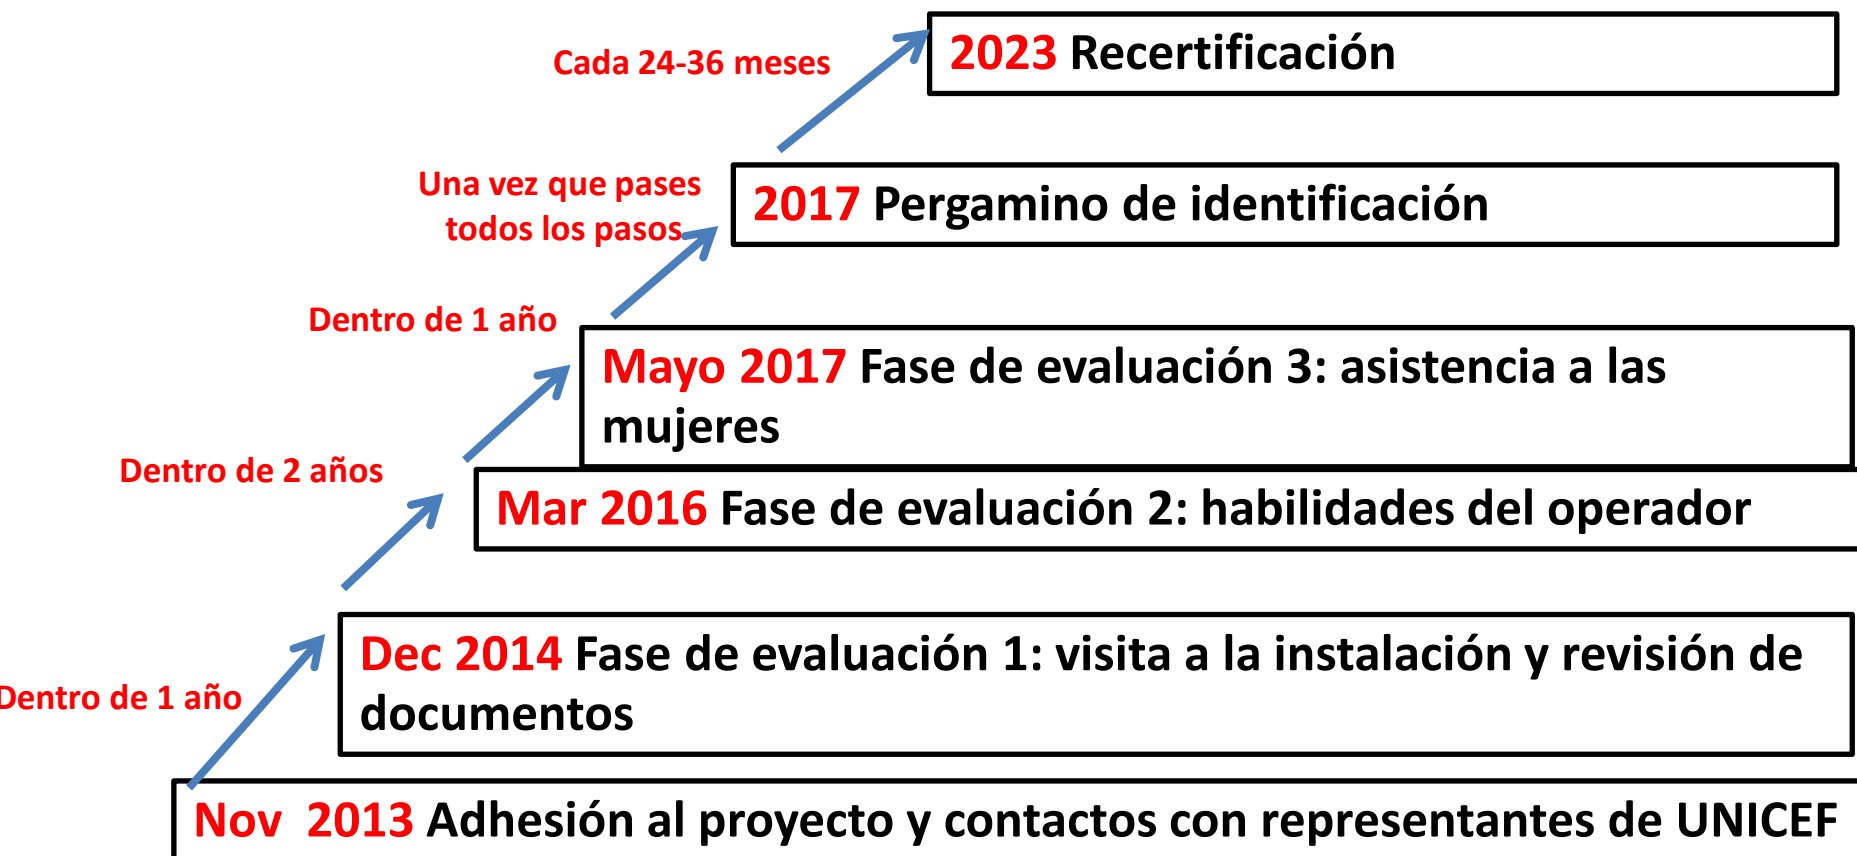 Cada 24-36 meses
2023 Recertificación
Una vez que pases
todos los pasos
2017 Pergamino de identificación
Dentro de 1 año
Mayo 2017 Fase de evaluación 3: asistencia a las
mujeres
Dentro de 2 años
Mar 2016 Fase de evaluación 2: habilidades del operador
Dec 2014 Fase de evaluación 1: visita a la instalación y revisión de
documentos
Dentro de 1 año
Nov 2013 Adhesión al proyecto y contactos con representantes de UNICEF